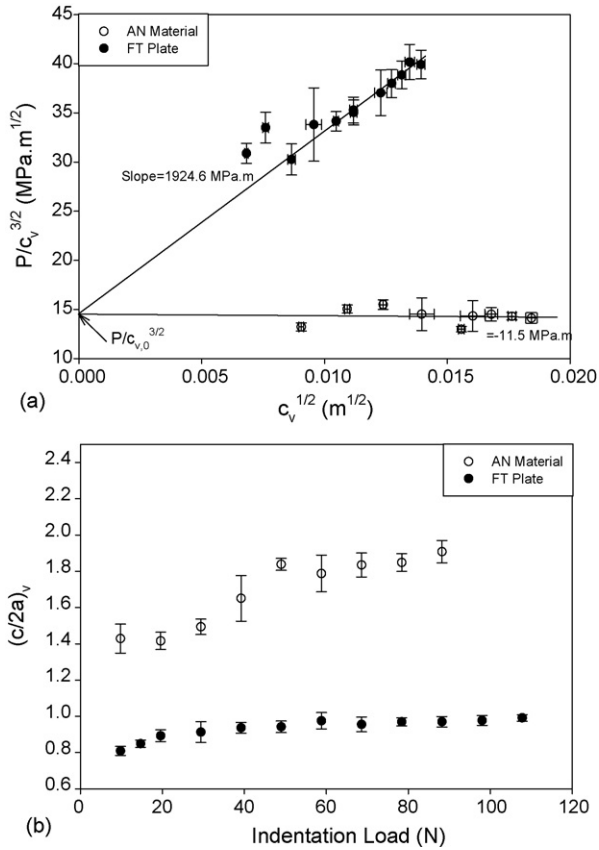 AN Material
FT Plate
45
40
35
30
25
20
15
10
P/c_v^3/2 (MPa.m^1/2)
Slope=1924.6 MPa.m
P/c_v,0^3/2
=-11.5 MPa.m
0.000 0.005 0.010 0.015 0.020
(a)
c_v^1/2 (m^1/2)
AN Material
FT Plate
2.4
2.2
2.0
1.8
1.6
1.4
1.2
1.0
0.8
0.6
(c/2a)_v
0 20 40 60 80 100 120
(b)
Indentation Load (N)